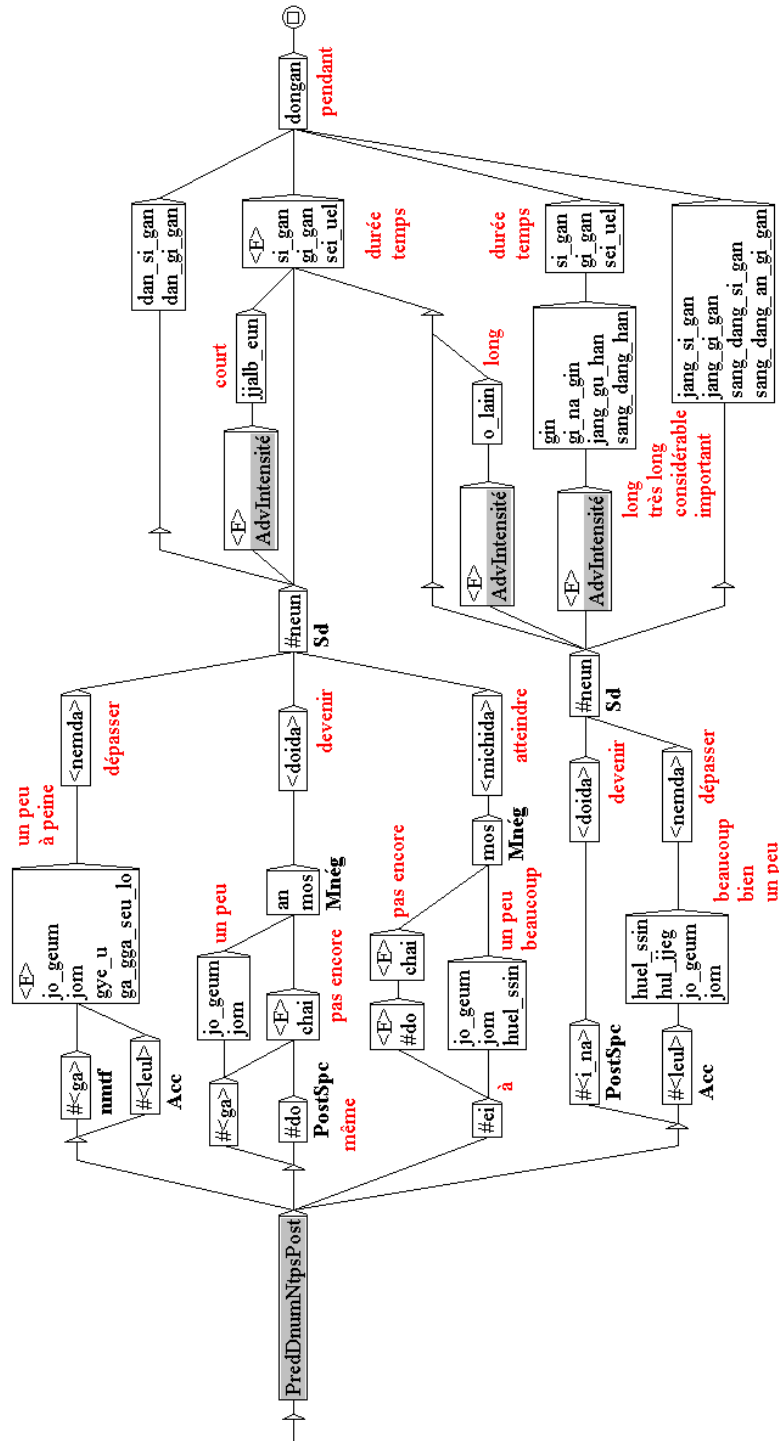 PredDnumNtpsPost
#<ga>
nmtf
#<leul>
Acc
<E>
jo_geum
jom
gye_u
ga_gga_seu_lo
un peu
à peine
<nemda>
dépasser
#<ga>
jo_geum
jom
un peu
#do
PostSpc
même
<E>
chai
pas encore
an
mos
Mnég
<doida>
devenir
#ei
à
<E>
#do
<E>
chai
pas encore
jo_geum
jom
huel_ssin
un peu
beaucoup
mos
Mnég
<michida>
atteindre
#neun
Sd
#<i_na>
PostSpc
<doida>
devenir
#<leul>
Acc
huel_ssin
hul_jjeg
jo_geum
jom
beaucoup
bien
un peu
<nemda>
dépasser
#neun
Sd
dan_si_gan
dan_gi_gan
<E>
AdvIntensité
jjalb_eun
court
<E>
si_gan
gi_gan
sei_uel
durée
temps
<E>
AdvIntensité
o_lain
long
<E>
AdvIntensité
gin
gi_na_gin
jang_gu_han
sang_dang_han
long
très long
considérable
important
si_gan
gi_gan
sei_uel
durée
temps
jang_si_gan
jang_gi_gan
sang_dang_si_gan
sang_dang_an_gi_gan
dongan
pendant